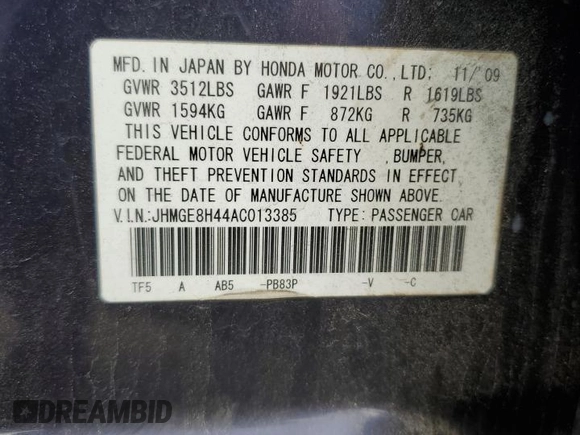 MFD. IN JAPAN BY HONDA MOTOR CO., LTD; 11/'09
GVWR 3512LBS GAWR F 1921LBS R 1619LBS
GVWR 1594KG GAWR F 872KG R 735KG
THIS VEHICLE CONFORMS TO ALL APPLICABLE
FEDERAL MOTOR VEHICLE SAFETY , BUMPER,
AND THEFT PREVENTION STANDARDS IN EFFECT
ON THE DATE OF MANUFACTURE SHOWN ABOVE.
V.I.N.:JHMGE8H44AC013385 TYPE: PASSENGER CAR
TF5 A AB5 -PB83P -V -C
DREAMBID